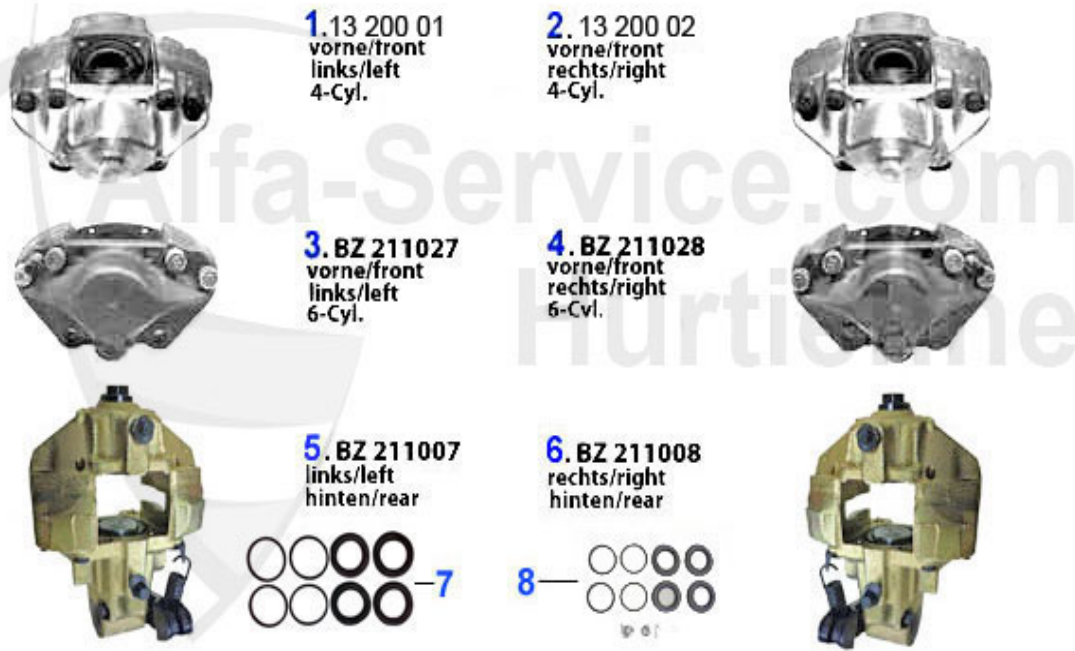 1.13 200 01
vorne/front
links/left
4-Cyl.
2. 13 200 02
vorne/front
rechts/right
4-Cyl.
Alfa-Service.com
3. BZ 211027
vorne/front
links/left
6-Cyl.
4. BZ 211028
vorne/front
rechts/right
6-Cyl.
Hurtienne
5. BZ 211007
links/left
hinten/rear
6. BZ 211008
rechts/right
hinten/rear
7
8